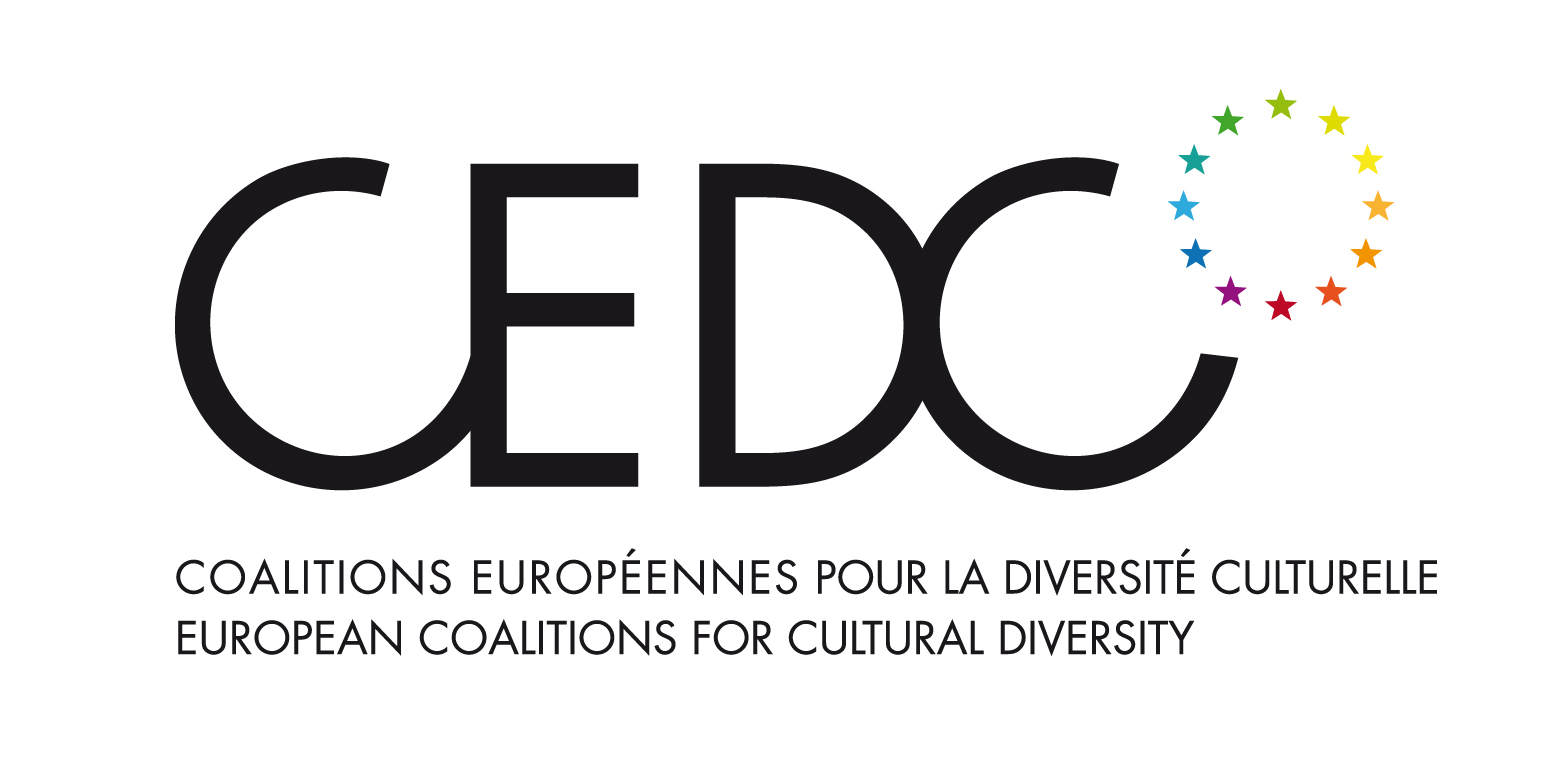 CEDC
COALITIONS EUROPÉENNES POUR LA DIVERSITÉ CULTURELLE
EUROPEAN COALITIONS FOR CULTURAL DIVERSITY